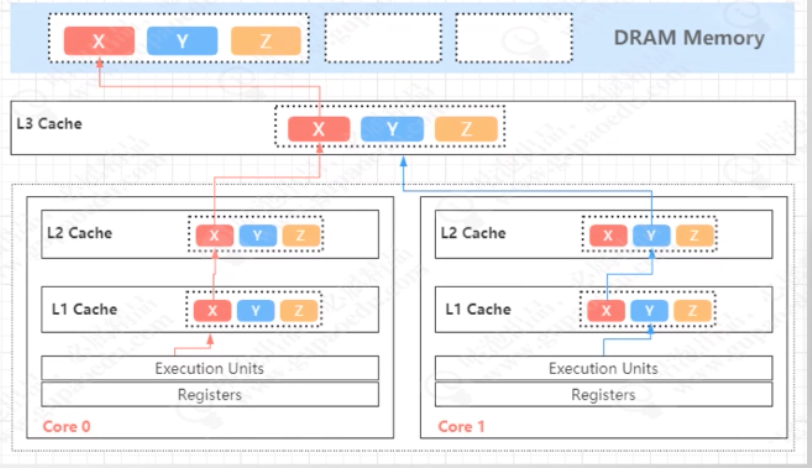 X Y Z DRAM Memory
L3 Cache X Y Z
L2 Cache X Y Z
L1 Cache X Y Z
Execution Units
Registers
Core 0
L2 Cache X Y Z
L1 Cache X Y Z
Execution Units
Registers
Core 1